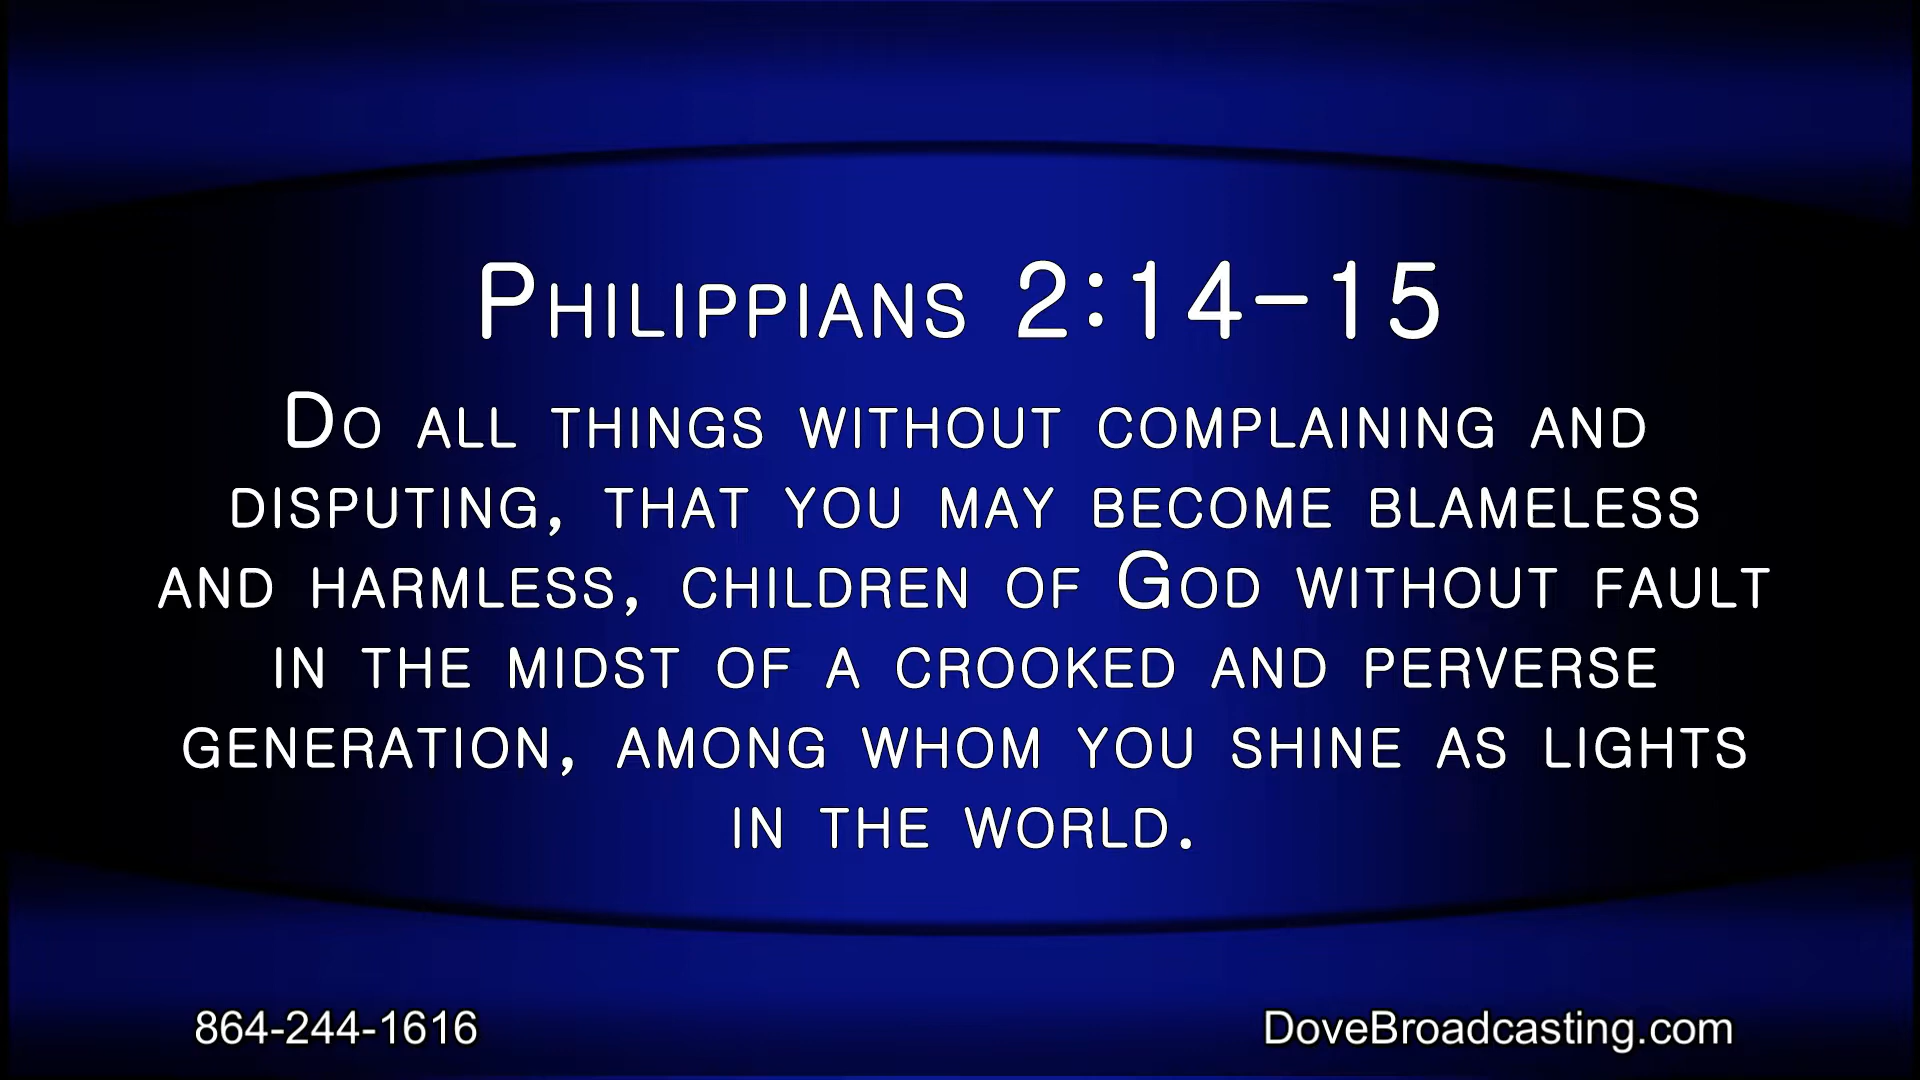 Philippians 2:14-15
Do all things without complaining and
disputing, that you may become blameless
and harmless, children of God without fault
in the midst of a crooked and perverse
generation, among whom you shine as lights
in the world.
864-244-1616
DoveBroadcasting.com